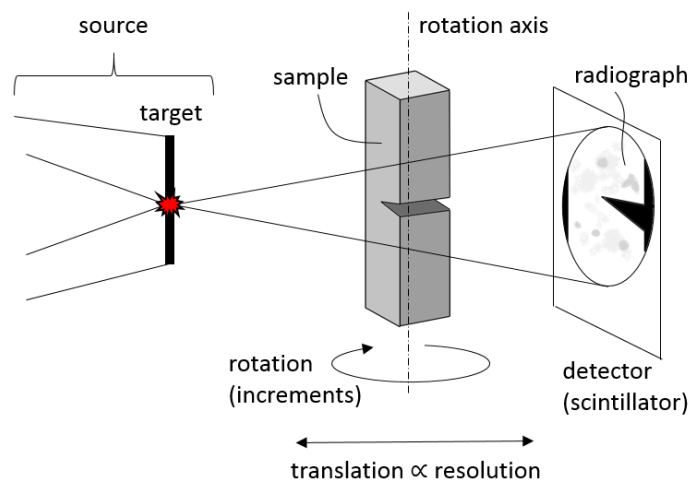 source
rotation axis
sample
radiograph
target
rotation
(increments)
detector
(scintillator)
translation ∝ resolution